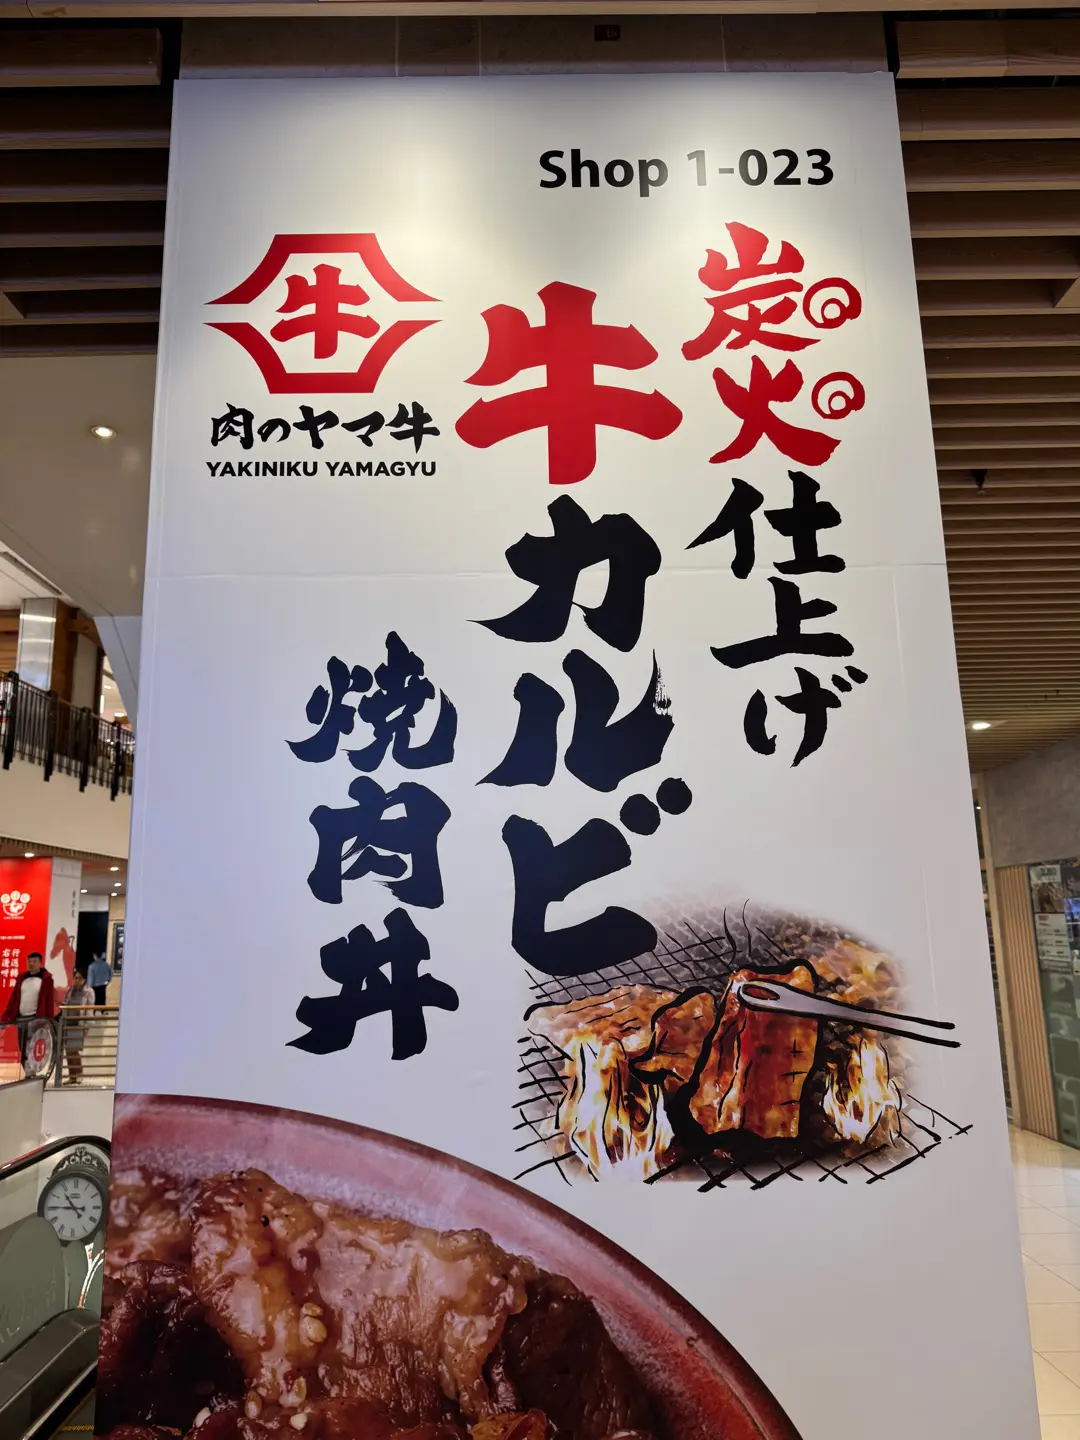 Shop 1-023
炭火
仕上げ
牛カルビ
焼肉丼
牛
肉のヤマ牛
YAKINIKU YAMAGYU